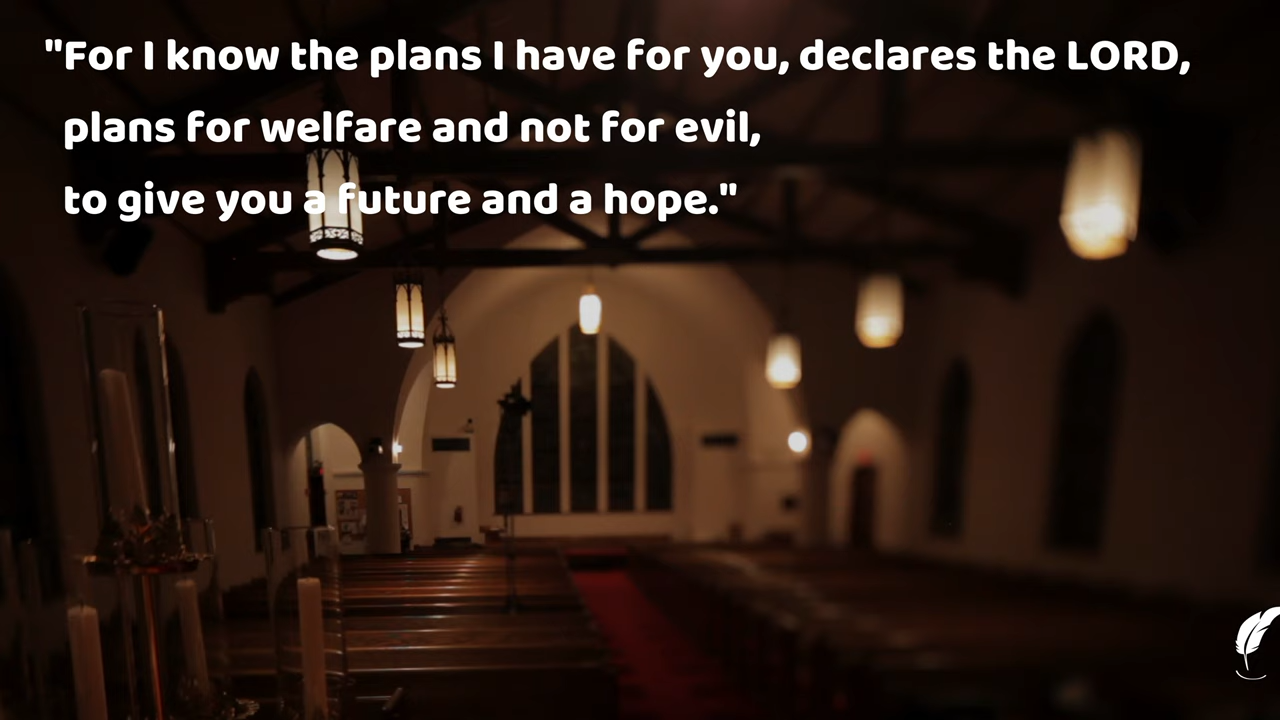 "For I know the plans I have for you, declares the LORD,
plans for welfare and not for evil,
to give you a future and a hope."